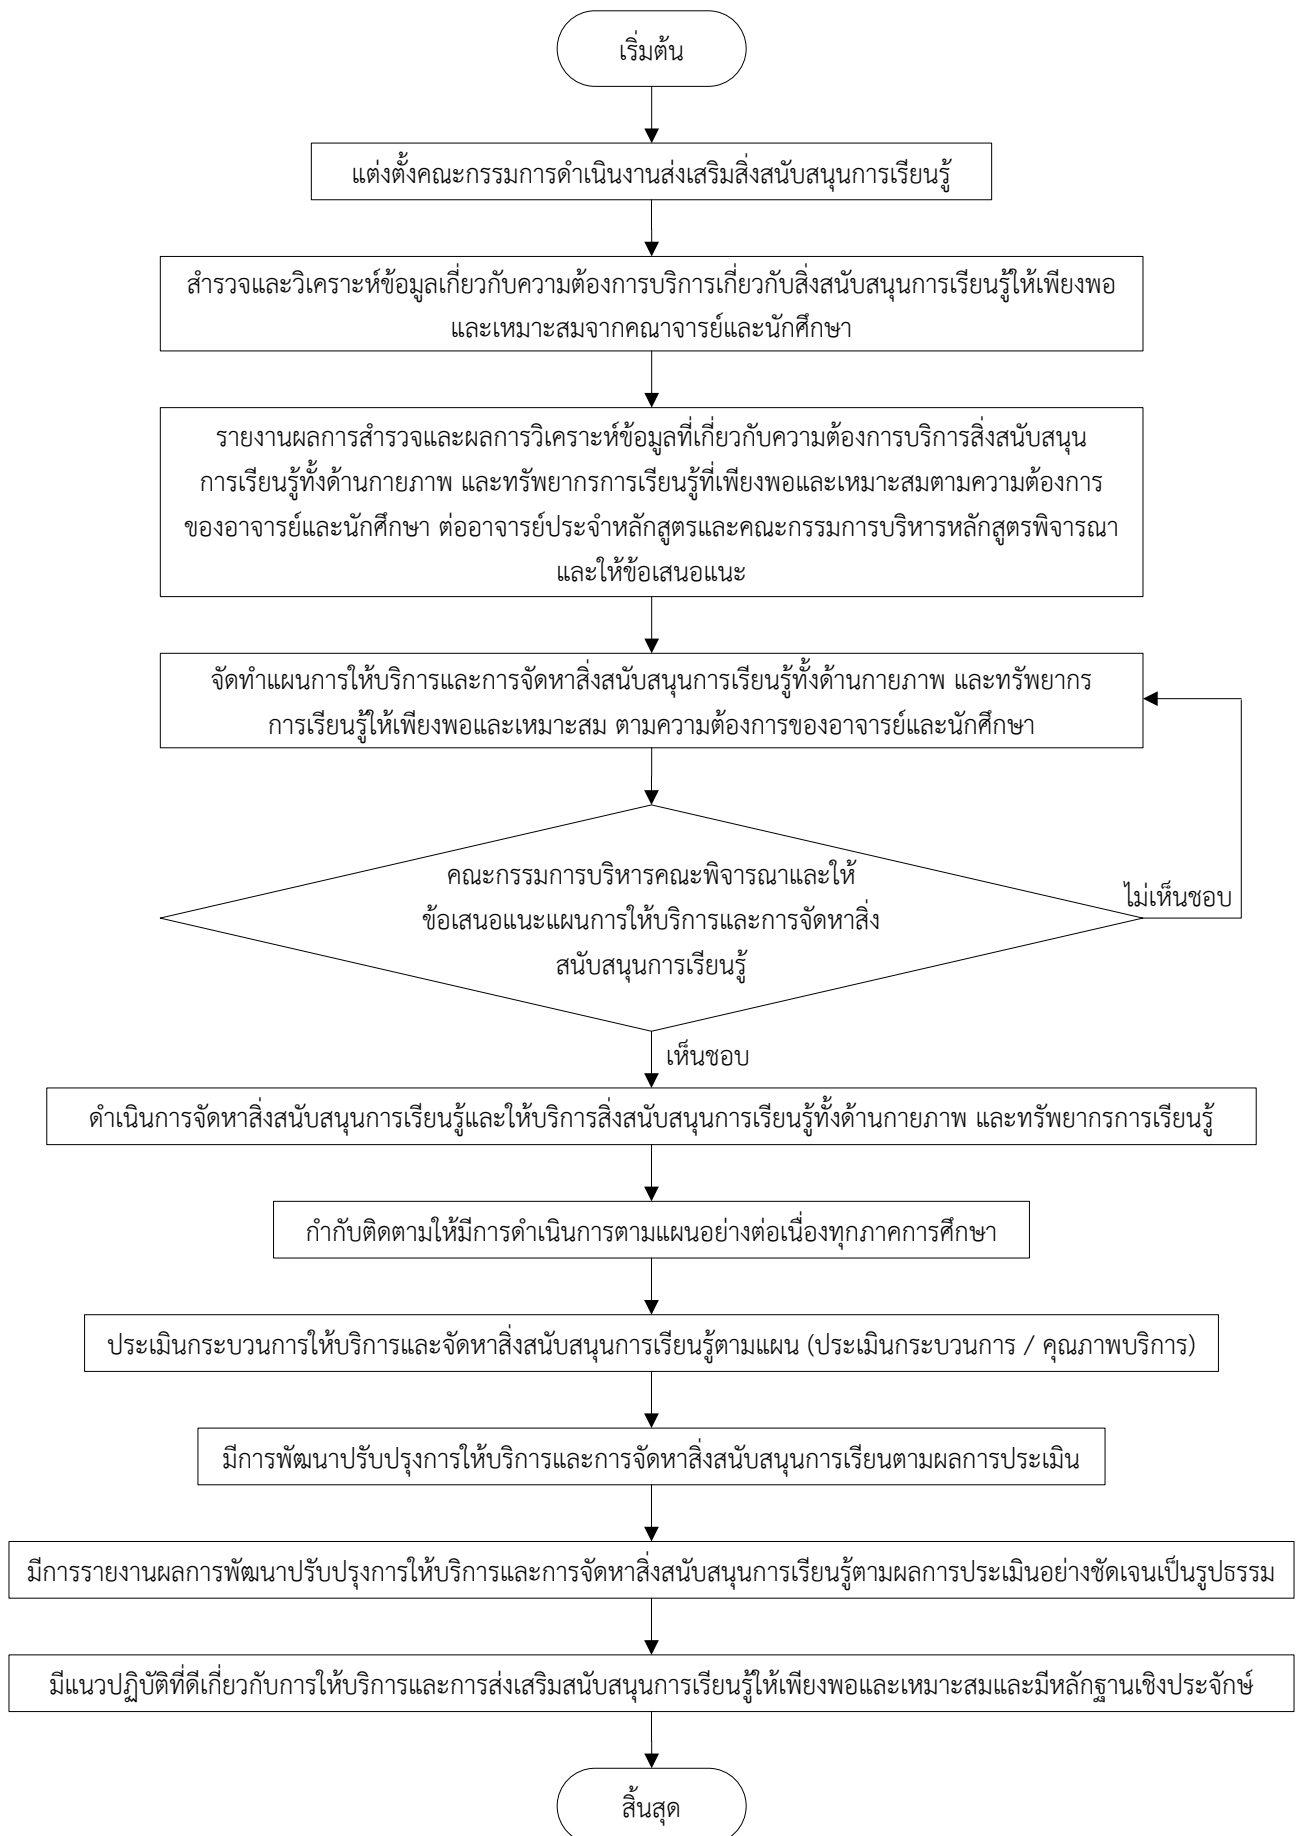 เริ่มต้น
แต่งตั้งคณะกรรมการดำเนินงานส่งเสริมสิ่งสนับสนุนการเรียนรู้
สำรวจและวิเคราะห์ข้อมูลเกี่ยวกับความต้องการบริการเกี่ยวกับสิ่งสนับสนุนการเรียนรู้ให้เพียงพอ
และเหมาะสมจากคณาจารย์และนักศึกษา
รายงานผลการสำรวจและผลการวิเคราะห์ข้อมูลที่เกี่ยวกับความต้องการบริการสิ่งสนับสนุน
การเรียนรู้ทั้งด้านกายภาพ และทรัพยากรการเรียนรู้ที่เพียงพอและเหมาะสมตามความต้องการ
ของอาจารย์และนักศึกษา ต่ออาจารย์ประจำหลักสูตรและคณะกรรมการบริหารหลักสูตรพิจารณา
และให้ข้อเสนอแนะ
จัดทำแผนการให้บริการและการจัดหาสิ่งสนับสนุนการเรียนรู้ทั้งด้านกายภาพ และทรัพยากร
การเรียนรู้ให้เพียงพอและเหมาะสม ตามความต้องการของอาจารย์และนักศึกษา
คณะกรรมการบริหารคณะพิจารณาและให้
ข้อเสนอแนะแผนการให้บริการและการจัดหาสิ่ง
สนับสนุนการเรียนรู้
ไม่เห็นชอบ
เห็นชอบ
ดำเนินการจัดหาสิ่งสนับสนุนการเรียนรู้และให้บริการสิ่งสนับสนุนการเรียนรู้ทั้งด้านกายภาพ และทรัพยากรการเรียนรู้
กำกับติดตามให้มีการดำเนินการตามแผนอย่างต่อเนื่องทุกภาคการศึกษา
ประเมินกระบวนการให้บริการและจัดหาสิ่งสนับสนุนการเรียนรู้ตามแผน (ประเมินกระบวนการ / คุณภาพบริการ)
มีการพัฒนาปรับปรุงการให้บริการและการจัดหาสิ่งสนับสนุนการเรียนตามผลการประเมิน
มีการรายงานผลการพัฒนาปรับปรุงการให้บริการและการจัดหาสิ่งสนับสนุนการเรียนรู้ตามผลการประเมินอย่างชัดเจนเป็นรูปธรรม
มีแนวปฏิบัติที่ดีเกี่ยวกับการให้บริการและการส่งเสริมสนับสนุนการเรียนรู้ให้เพียงพอและเหมาะสมและมีหลักฐานเชิงประจักษ์
สิ้นสุด